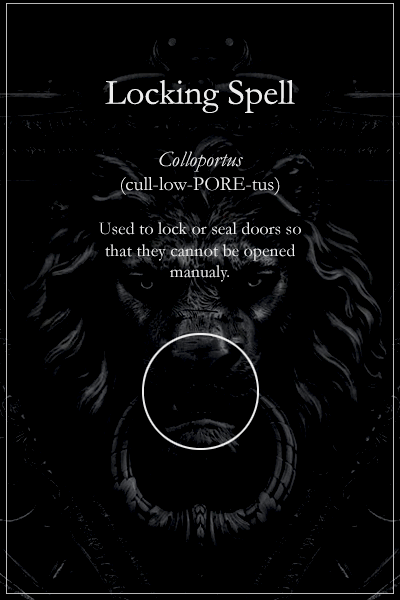 Locking Spell
Colloportus
(cull-low-PORE-tus)
Used to lock or seal doors so
that they cannot be opened
manualy.